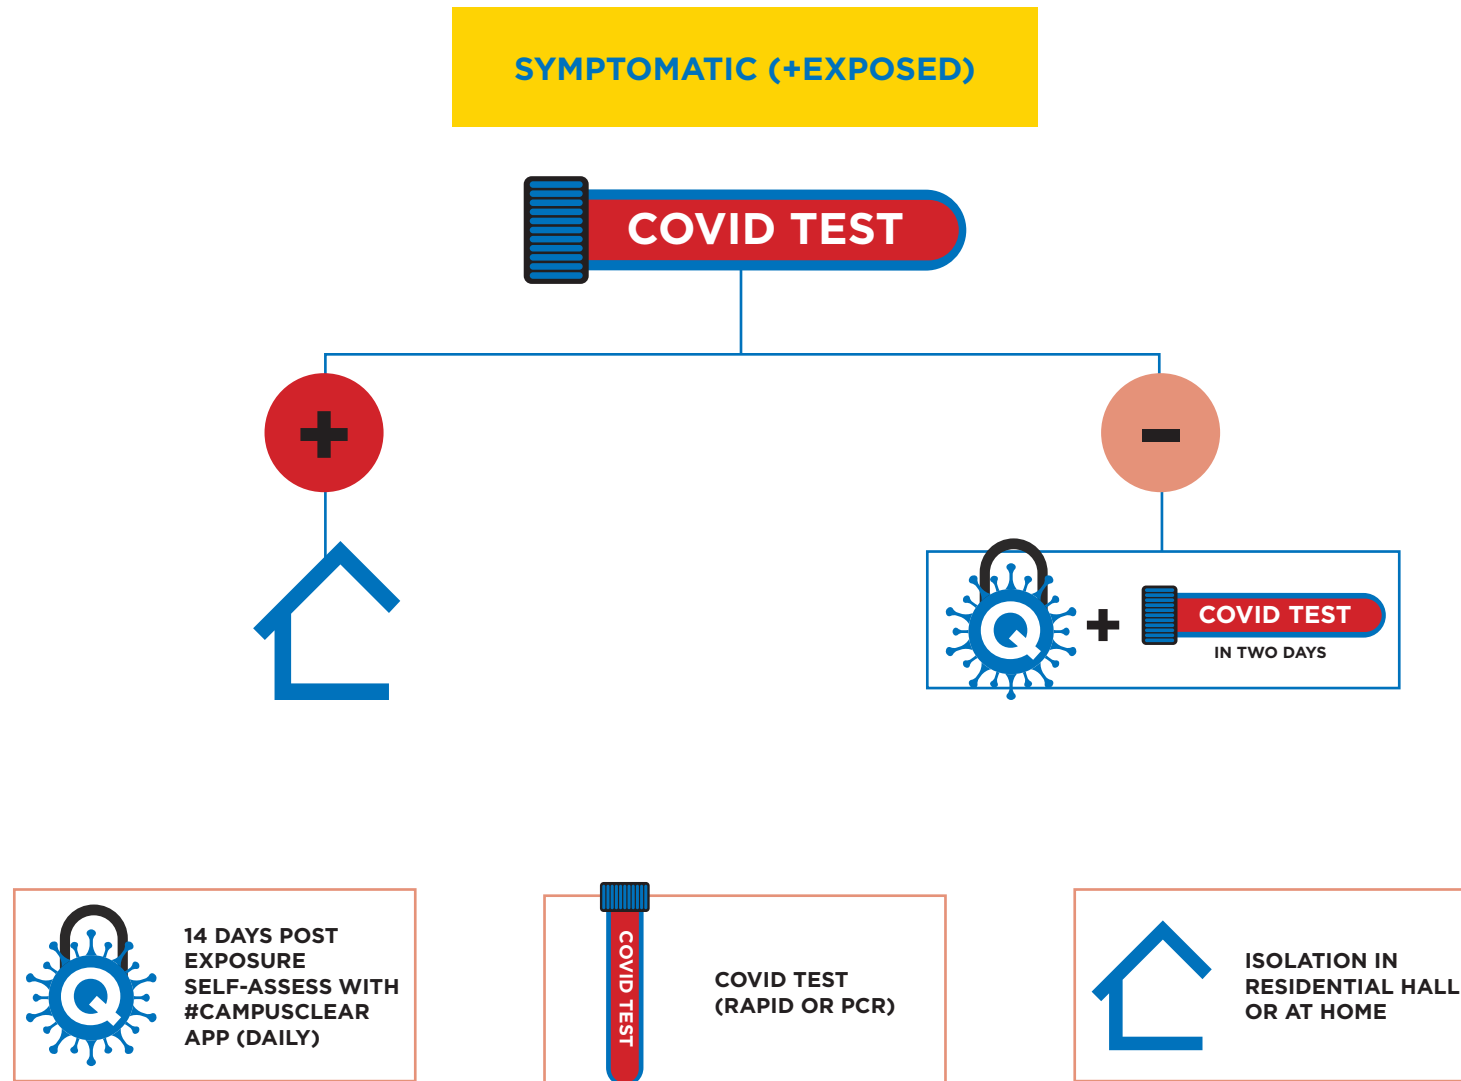 SYMPTOMATIC (+EXPOSED)
COVID TEST
+
-
Q
+
COVID TEST
IN TWO DAYS
Q
14 DAYS POST
EXPOSURE
SELF-ASSESS WITH
#CAMPUSCLEAR
APP (DAILY)
COVID TEST
COVID TEST
(RAPID OR PCR)
ISOLATION IN
RESIDENTIAL HALL
OR AT HOME